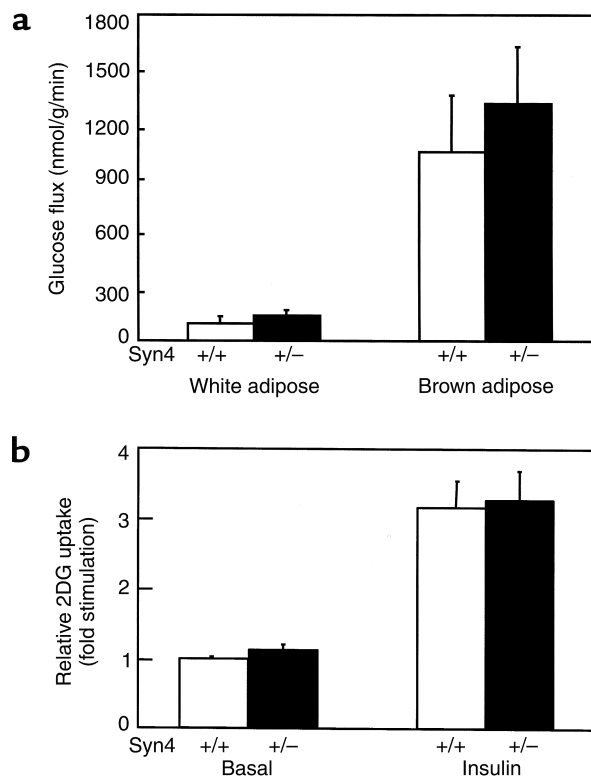 a
Glucose flux (nmol/g/min)
1800
1500
1200
900
600
300
0
Syn4 +/+ +/– +/+ +/–
White adipose Brown adipose
b
Relative 2DG uptake
(fold stimulation)
4
3
2
1
0
Syn4 +/+ +/– +/+ +/–
Basal Insulin